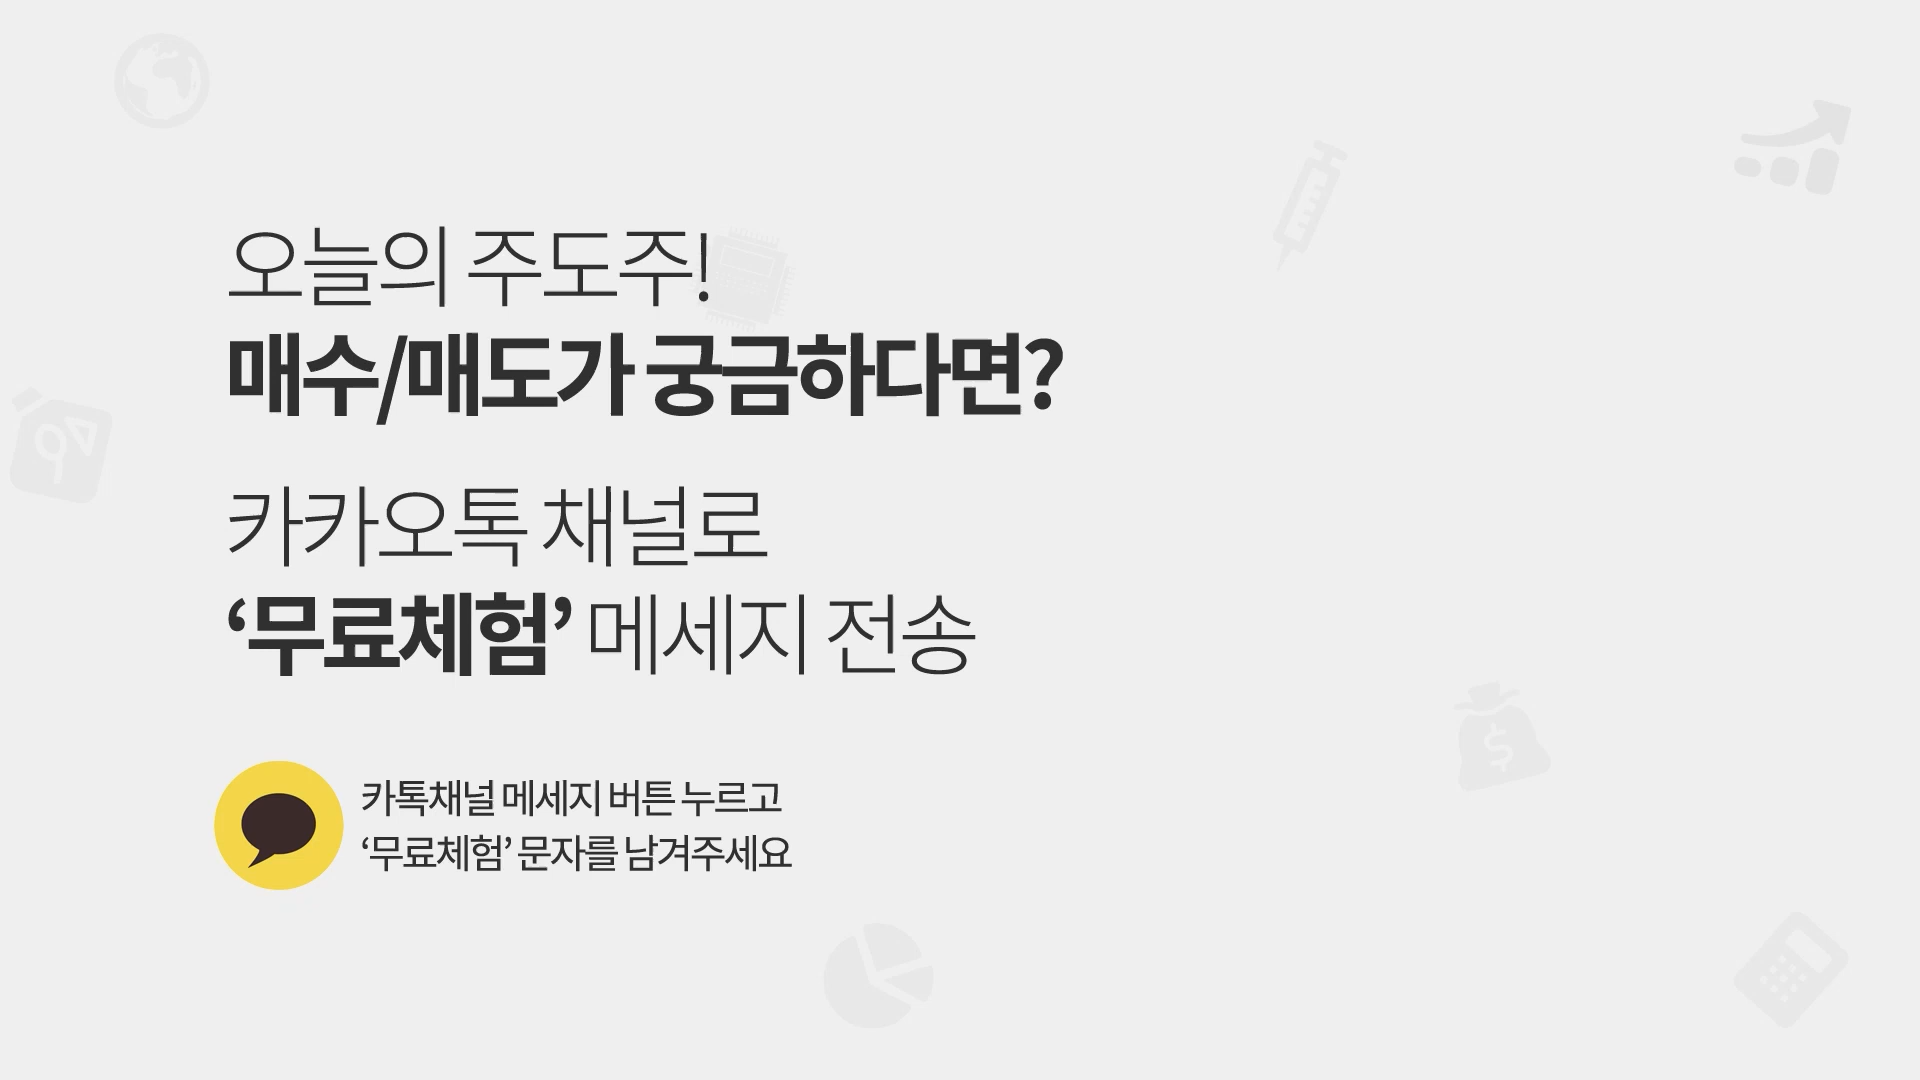 오늘의 주도주!
매수/매도가 궁금하다면?
카카오톡 채널로
‘무료체험’ 메세지 전송
카톡채널 메세지 버튼 누르고
‘무료체험’ 문자를 남겨주세요